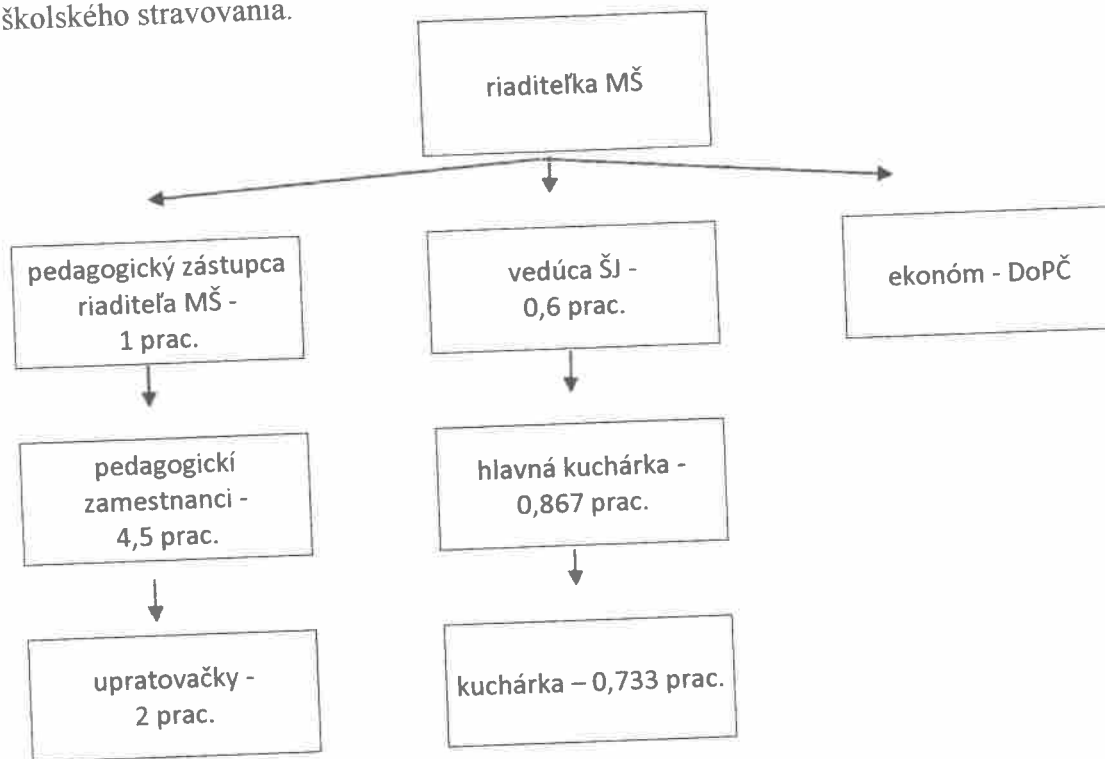 školského stravovania.
riaditeľka MŠ
pedagogický zástupca
riaditeľa MŠ -
1 prac.
vedúca ŠJ -
0,6 prac.
ekonóm - DoPČ
pedagogickí
zamestnanci -
4,5 prac.
hlavná kuchárka -
0,867 prac.
upratovačky -
2 prac.
kuchárka – 0,733 prac.